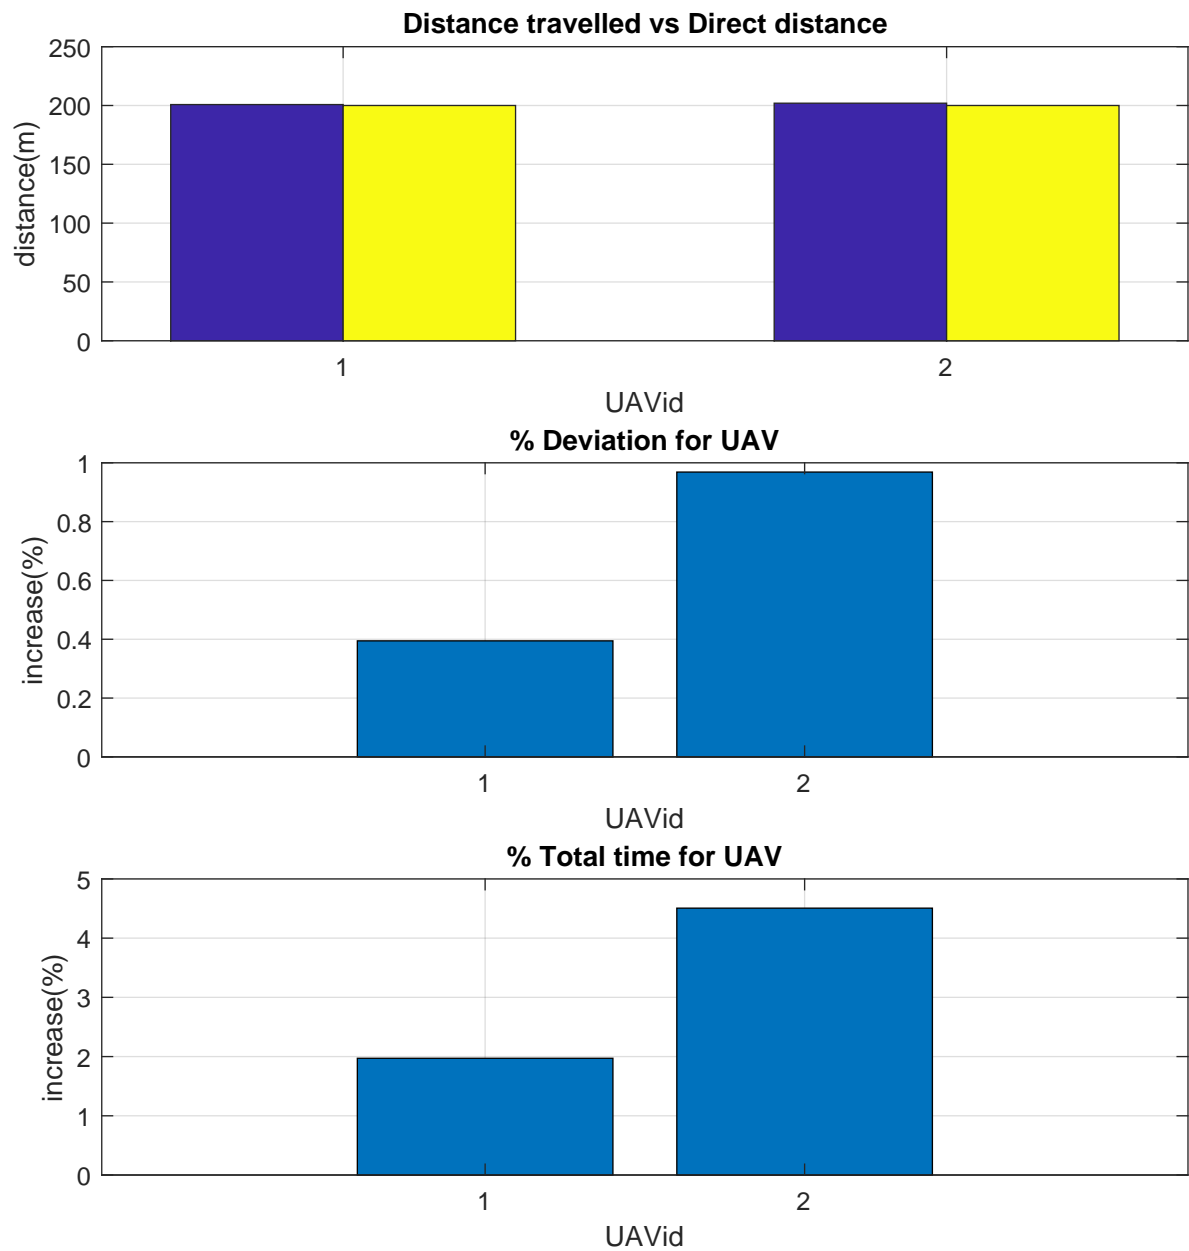 Distance travelled vs Direct distance
250
200
150
100
50
0
distance(m)
1 2
UAVid
% Deviation for UAV
1
0.8
0.6
0.4
0.2
0
increase(%)
1 2
UAVid
% Total time for UAV
5
4
3
2
1
0
increase(%)
1 2
UAVid